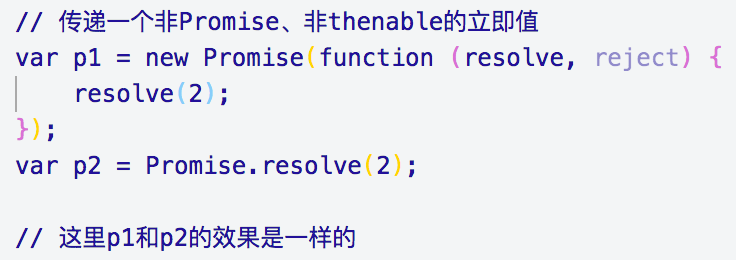 // 传递一个非Promise、非thenable的立即值
var p1 = new Promise(function (resolve, reject) {
    resolve(2);
});
var p2 = Promise.resolve(2);
// 这里p1和p2的效果是一样的